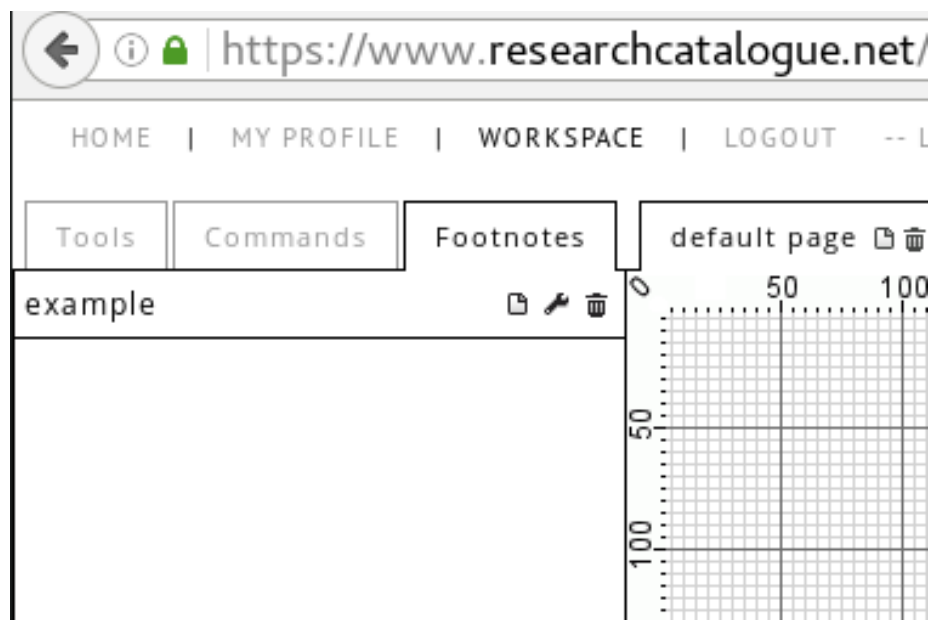 https://www.researchcatalogue.net/
HOME | MY PROFILE | WORKSPACE | LOGOUT -- L
Tools Commands Footnotes default page
example
50 100
50
100